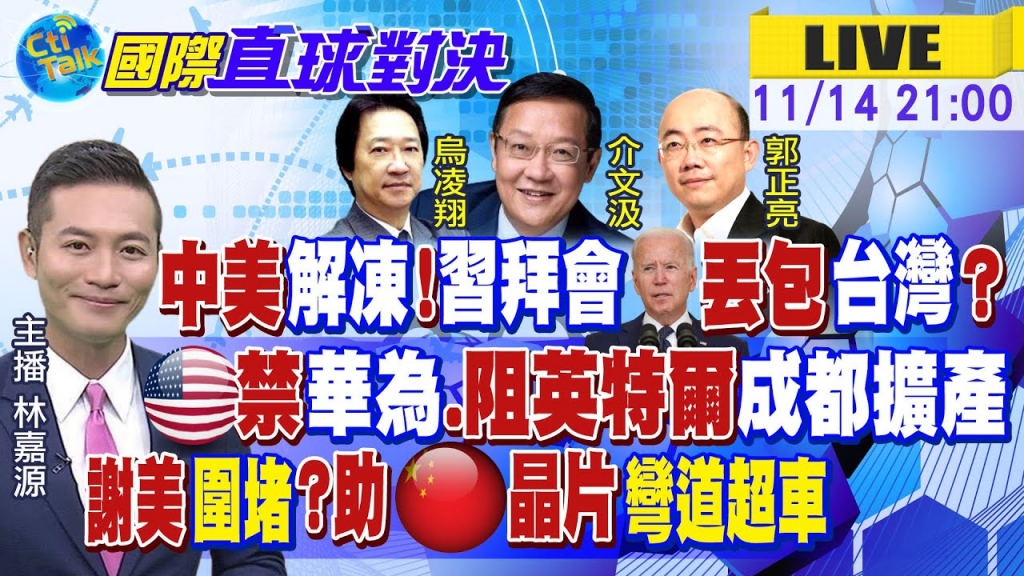 Cti Talk
國際直球對決
LIVE
11/14 21:00
烏凌翔
介文汲
郭正亮
主播 林嘉源
中美解凍!習拜會 丟包台灣?
禁華為.阻英特爾成都擴產
謝美圍堵?助 晶片彎道超車